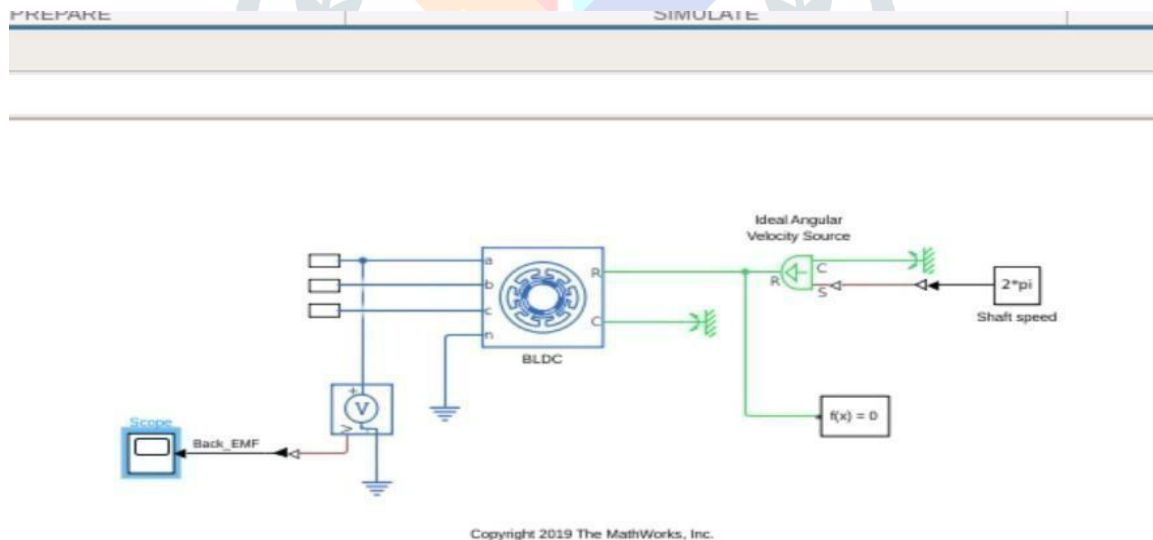 PREPARE
SIMULATE
Ideal Angular
Velocity Source
a
R
C
R
S
b
2*pi
c
C
Shaft speed
n
BLDC
+
V
V
f(x) = 0
Scope
Back_EMF
Copyright 2019 The MathWorks, Inc.